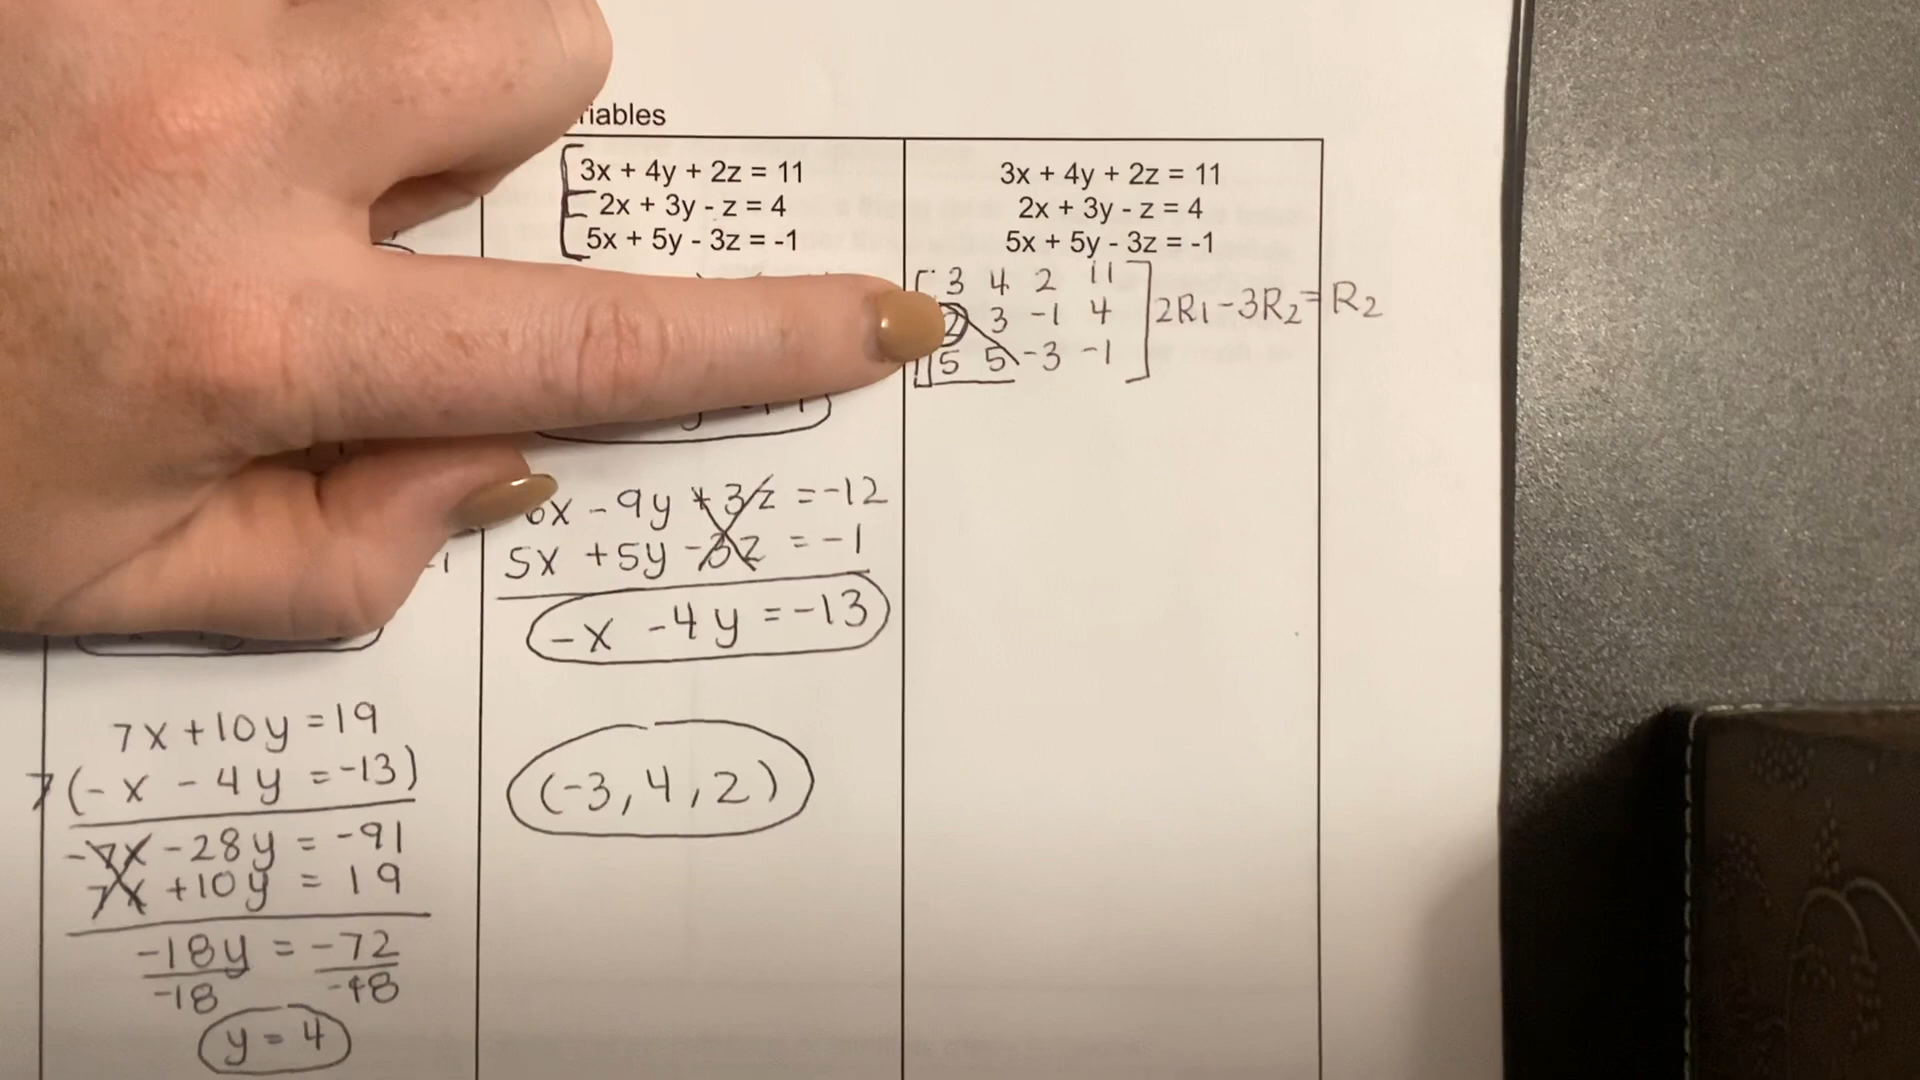 riables
3x + 4y + 2z = 11
2x + 3y - z = 4
5x + 5y - 3z = -1
6x - 9y + 3z = -12
5x + 5y - 3z = -1
-x - 4y = -13
(-3, 4, 2)
7x + 10y = 19
7(-x - 4y = -13)
-7x - 28y = -91
7x + 10y = 19
-18y = -72
-18 -18
y = 4
3x + 4y + 2z = 11
2x + 3y - z = 4
5x + 5y - 3z = -1
3 4 2 11
2 3 -1 4 2R1 - 3R2 = R2
5 5 -3 -1